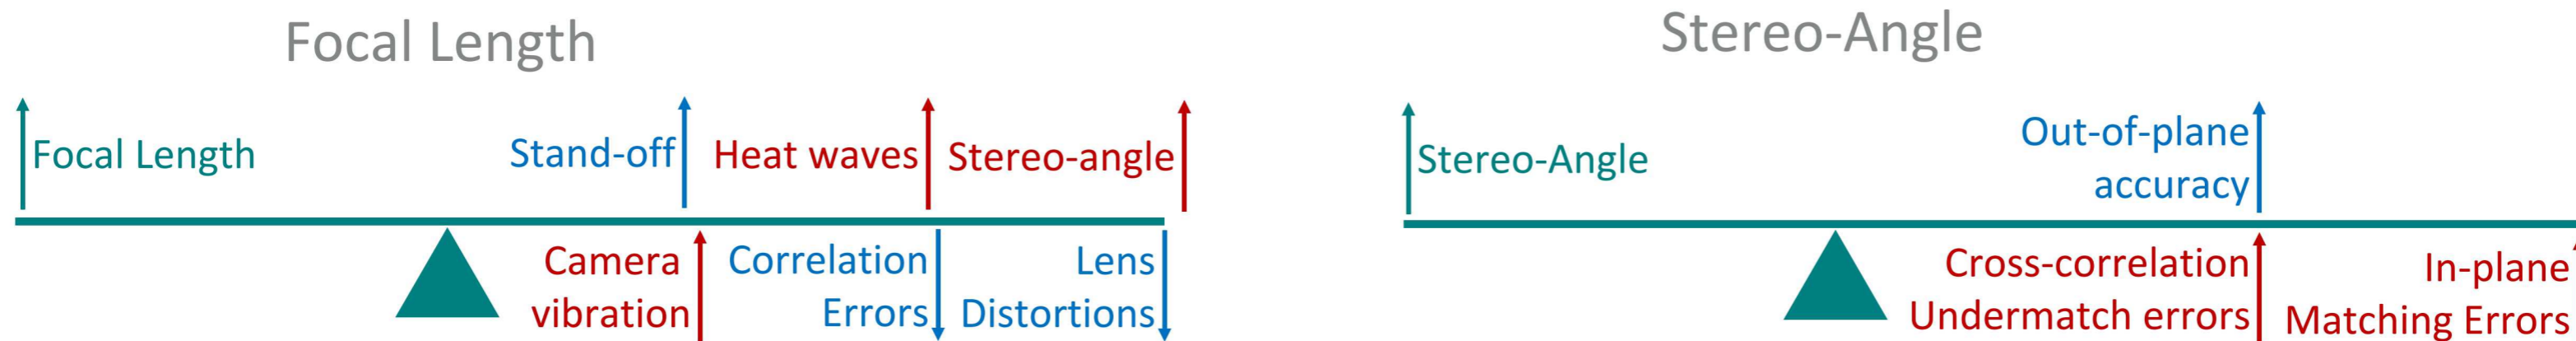 Focal Length
Focal Length
Stand-off
Heat waves
Stereo-angle
Camera
vibration
Correlation
Errors
Lens
Distortions
Stereo-Angle
Stereo-Angle
Out-of-plane
accuracy
Cross-correlation
Undermatch errors
In-plane
Matching Errors